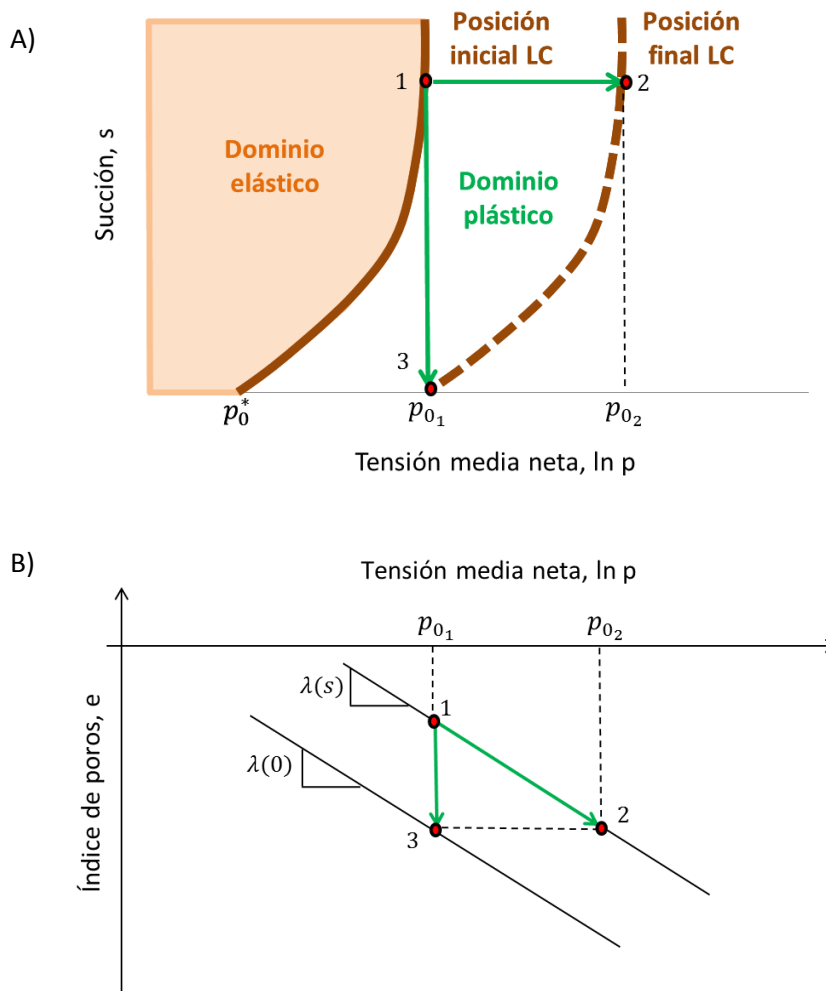 A)
Posición
inicial LC
Posición
final LC
1
2
Dominio
elástico
Dominio
plástico
Succión, s
3
p₀*
p₀₁
p₀₂
Tensión media neta, ln p
B)
Tensión media neta, ln p
p₀₁
p₀₂
λ(s)
1
λ(0)
2
3
Índice de poros, e